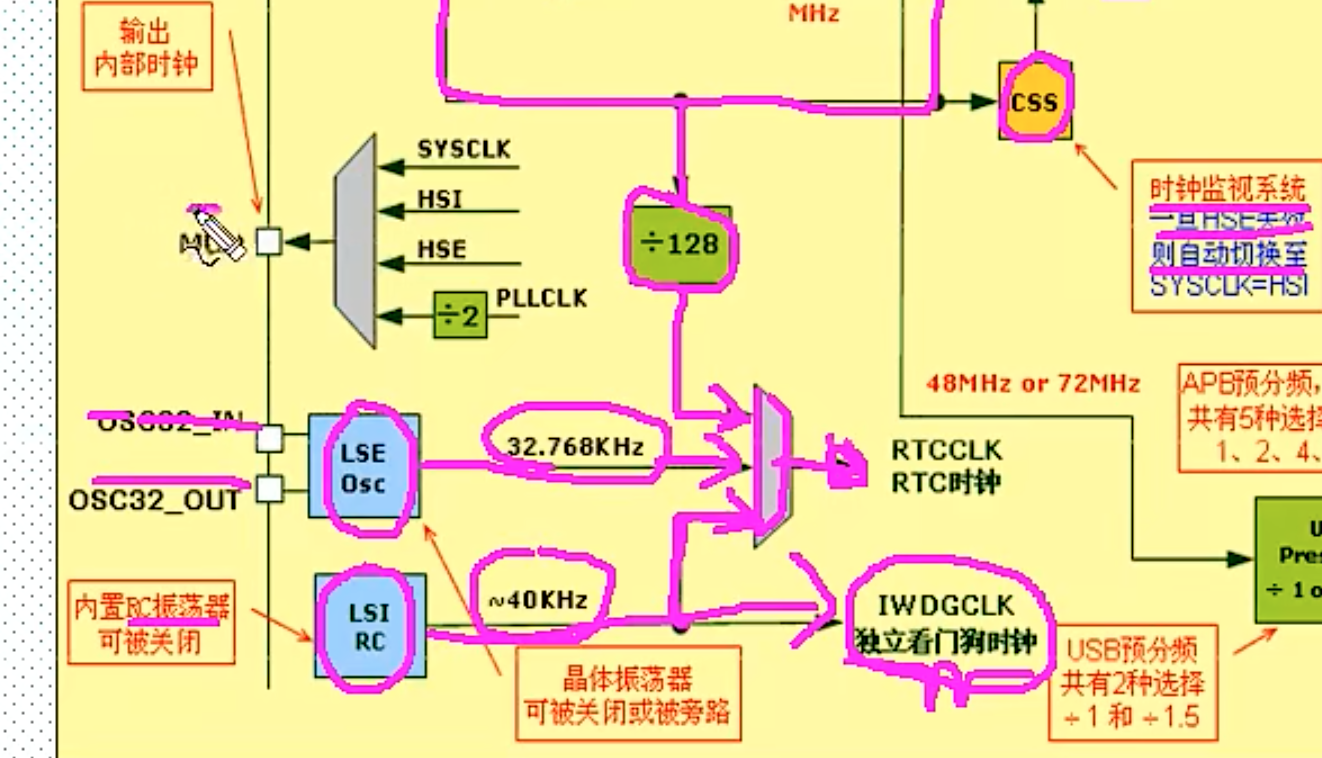 MHz
输出
内部时钟
CSS
SYSCLK
HSI
HSE
÷2
PLLCLK
÷128
时钟监视系统
一旦HSE失效
则自动切换至
SYSCLK=HSI
48MHz or 72MHz
APB预分频,
共有5种选择
1、2、4、
OSC32_IN
OSC32_OUT
LSE
Osc
32.768KHz
RTCCLK
RTC时钟
内置RC振荡器
可被关闭
LSI
RC
~40KHz
IWDGCLK
独立看门狗时钟
晶体振荡器
可被关闭或被旁路
÷ 1 o
USB预分频
共有2种选择
÷1 和 ÷1.5